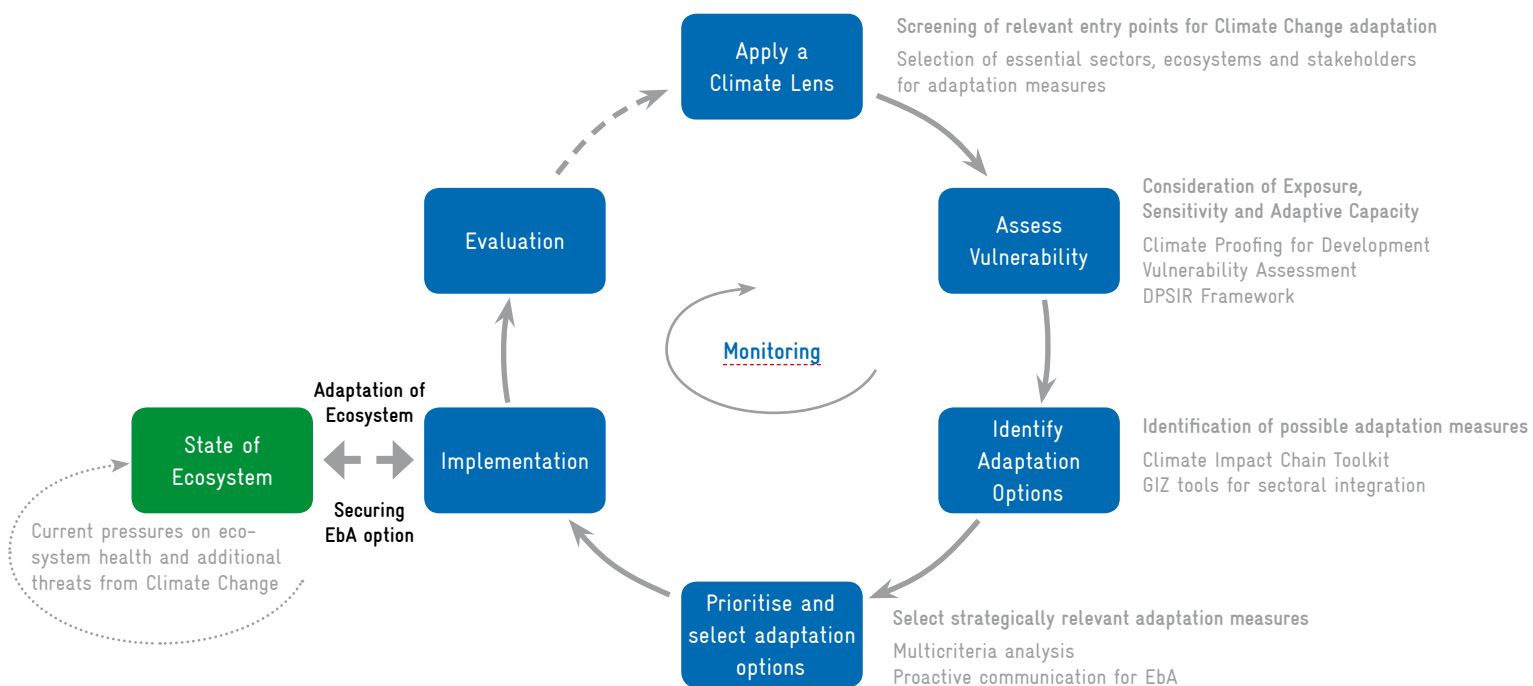 Apply a
Climate Lens
Screening of relevant entry points for Climate Change adaptation
Selection of essential sectors, ecosystems and stakeholders
for adaptation measures
Assess
Vulnerability
Consideration of Exposure,
Sensitivity and Adaptive Capacity
Climate Proofing for Development
Vulnerability Assessment
DPSIR Framework
Identify
Adaptation
Options
Identification of possible adaptation measures
Climate Impact Chain Toolkit
GIZ tools for sectoral integration
Prioritise and
select adaptation
options
Select strategically relevant adaptation measures
Multicriteria analysis
Proactive communication for EbA
Implementation
Evaluation
Monitoring
Adaptation of
Ecosystem
Securing
EbA option
State of
Ecosystem
Current pressures on eco-
system health and additional
threats from Climate Change